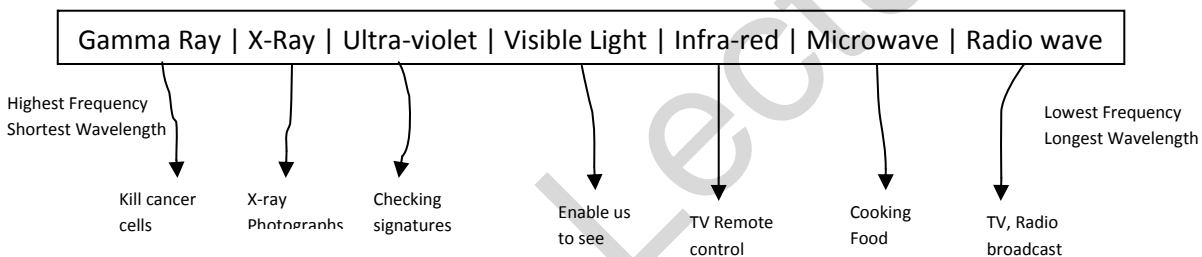 Gamma Ray | X-Ray | Ultra-violet | Visible Light | Infra-red | Microwave | Radio wave
Highest Frequency
Shortest Wavelength
Lowest Frequency
Longest Wavelength
Kill cancer
cells
X-ray
Photographs
Checking
signatures
Enable us
to see
TV Remote
control
Cooking
Food
TV, Radio
broadcast
Lectu